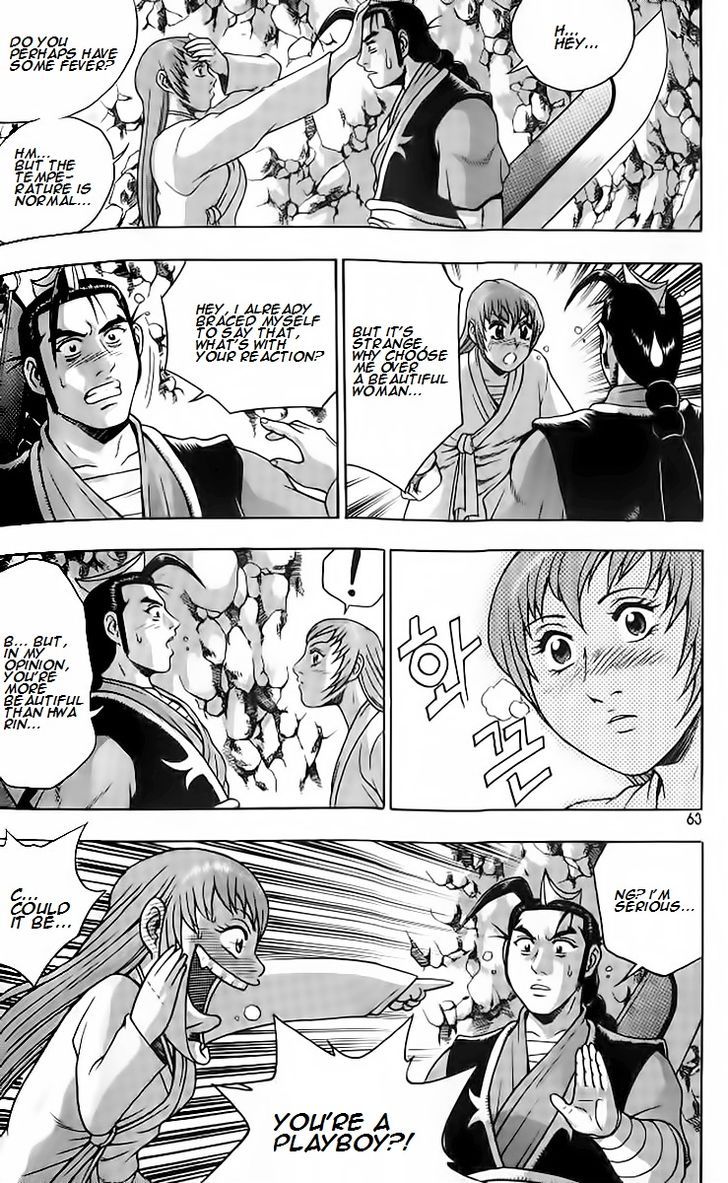 H...
HEY...
DO YOU
PERHAPS HAVE
SOME FEVER?
HM...
BUT THE
TEMPE-
RATURE IS
NORMAL...
BUT IT'S
STRANGE,
WHY CHOOSE
ME OVER
A BEAUTIFUL
WOMAN...
HEY, I ALREADY
BRACED MYSELF
TO SAY THAT,
WHAT'S WITH
YOUR REACTION?
화끈
!
B... BUT,
IN MY
OPINION,
YOU'RE
MORE
BEAUTIFUL
THAN HWA
RIN...
63
NG? I'M
SERIOUS...
C...
COULD
IT BE...
YOU'RE A
PLAYBOY?!